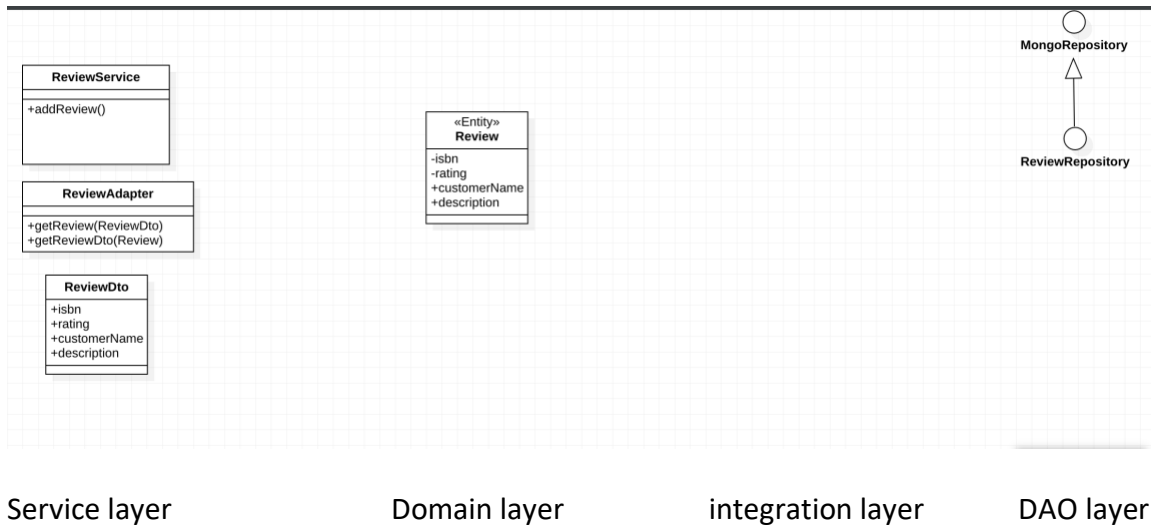 ReviewService
+addReview()
ReviewAdapter
+getReview(ReviewDto)
+getReviewDto(Review)
ReviewDto
+isbn
+rating
+customerName
+description
«Entity»
Review
-isbn
-rating
+customerName
+description
MongoRepository
ReviewRepository
Service layer
Domain layer
integration layer
DAO layer